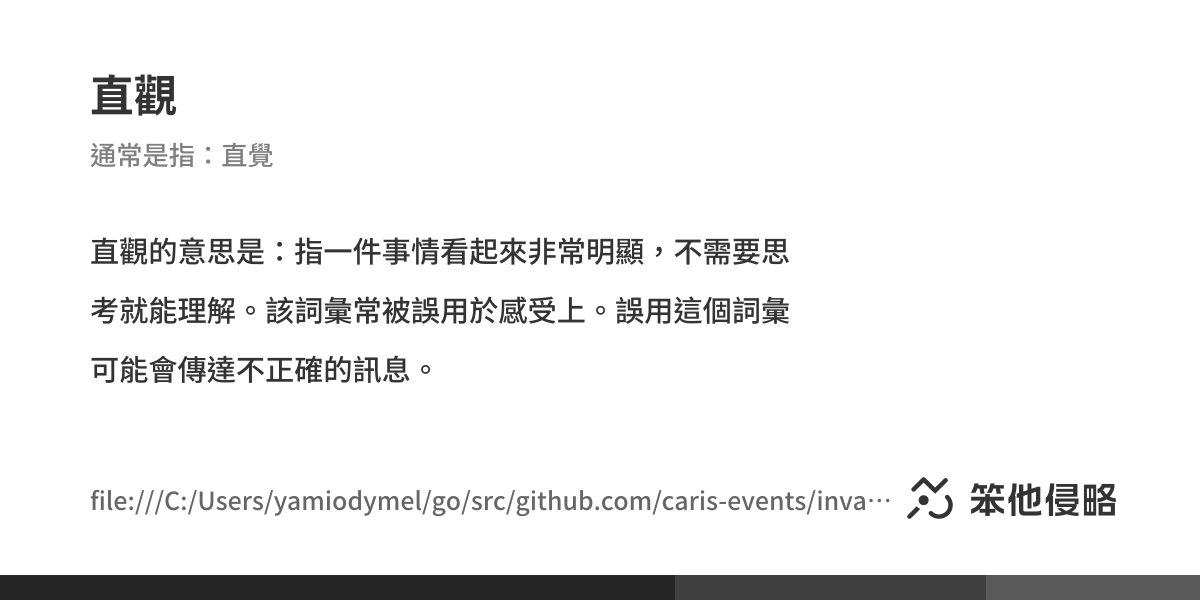 直觀
通常是指：直覺
直觀的意思是：指一件事情看起來非常明顯，不需要思
考就能理解。該詞彙常被誤用於感受上。誤用這個詞彙
可能會傳達不正確的訊息。
file:///C:/Users/yamiodymel/go/src/github.com/caris-events/inva…
笨他侵略